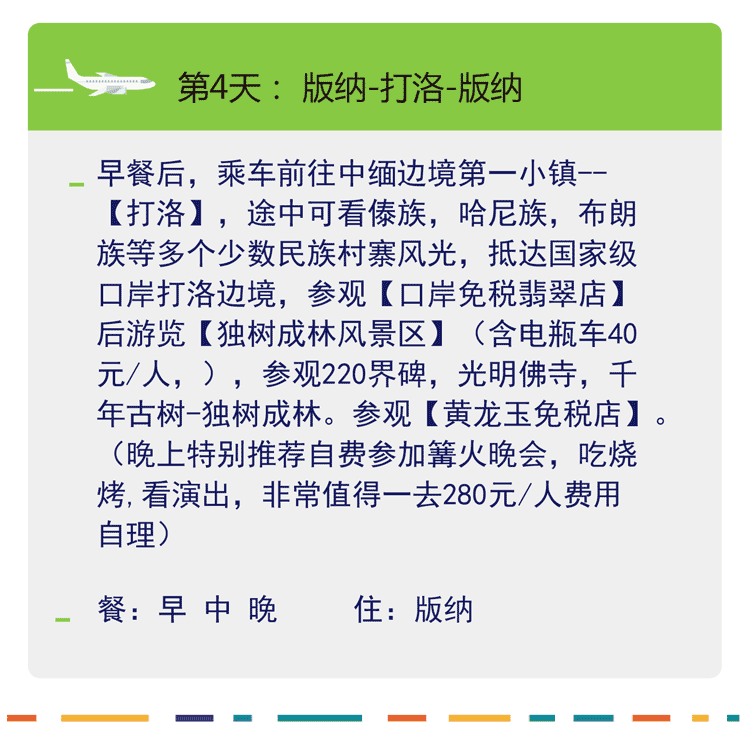 第4天：版纳-打洛-版纳
早餐后，乘车前往中缅边境第一小镇--
【打洛】，途中可看傣族，哈尼族，布朗
族等多个少数民族村寨风光，抵达国家级
口岸打洛边境，参观【口岸免税翡翠店】
后游览【独树成林风景区】（含电瓶车40
元/人，），参观220界碑，光明佛寺，千
年古树-独树成林。参观【黄龙玉免税店】。
（晚上特别推荐自费参加篝火晚会，吃烧
烤,看演出，非常值得一去280元/人费用
自理）
餐：早 中 晚 住：版纳